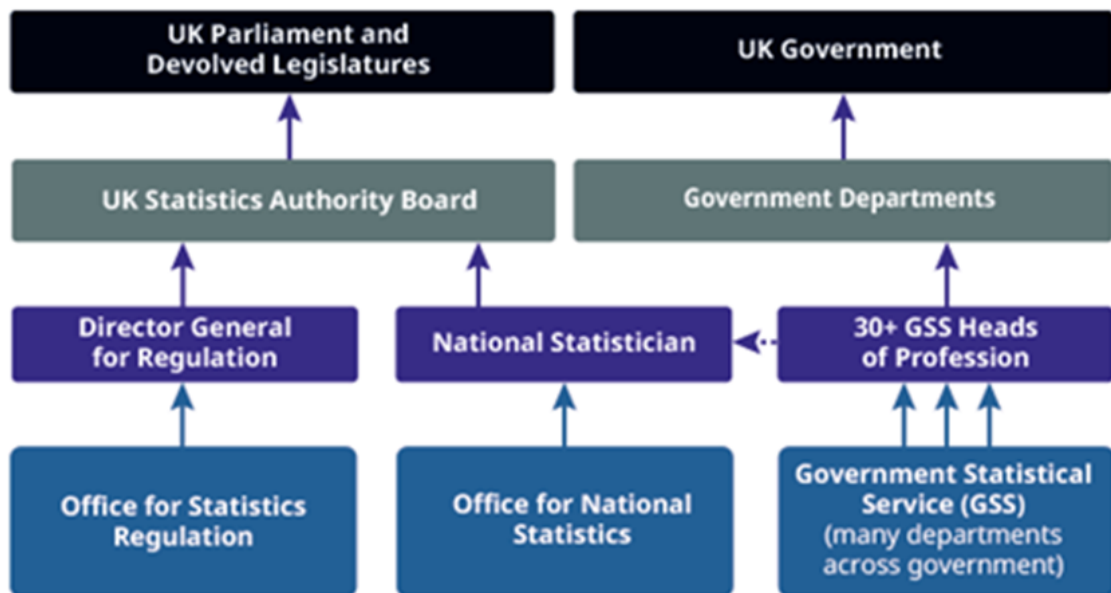 UK Parliament and
Devolved Legislatures
UK Government
UK Statistics Authority Board
Government Departments
Director General
for Regulation
National Statistician
30+ GSS Heads
of Profession
Office for Statistics
Regulation
Office for National
Statistics
Government Statistical
Service (GSS)
(many departments
across government)